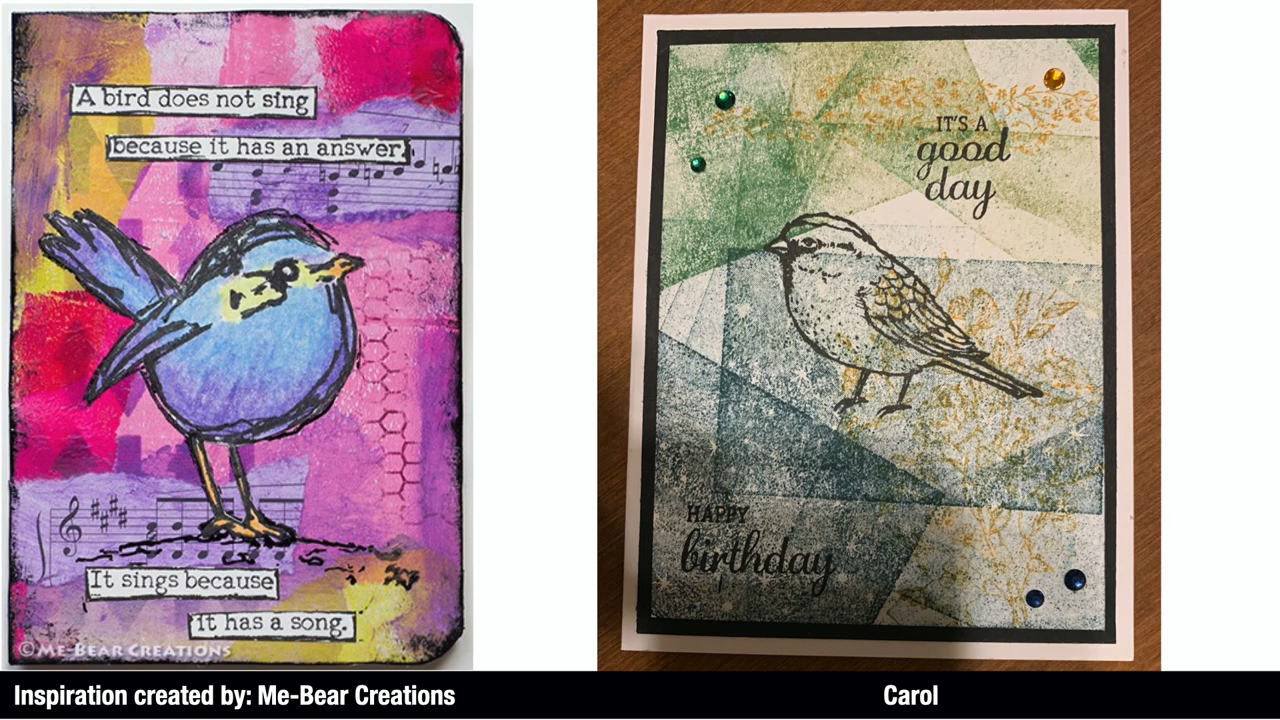 A bird does not sing
because it has an answer.
It sings because
it has a song.
©Me-Bear Creations
IT'S A
good
day
HAPPY
birthday
Inspiration created by: Me-Bear Creations
Carol